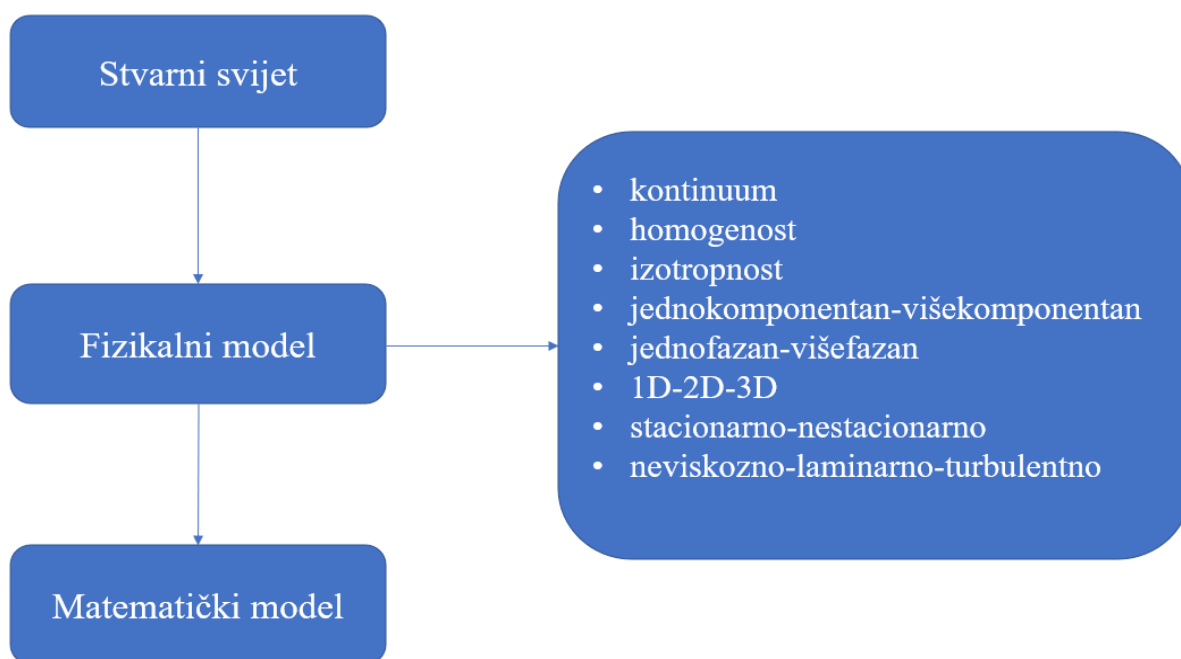 Stvarni svijet
Fizikalni model
• kontinuum
• homogenost
• izotropnost
• jednokomponentan-višekomponentan
• jednofazan-višefazan
• 1D-2D-3D
• stacionarno-nestacionarno
• neviskozno-laminarno-turbulentno
Matematički model